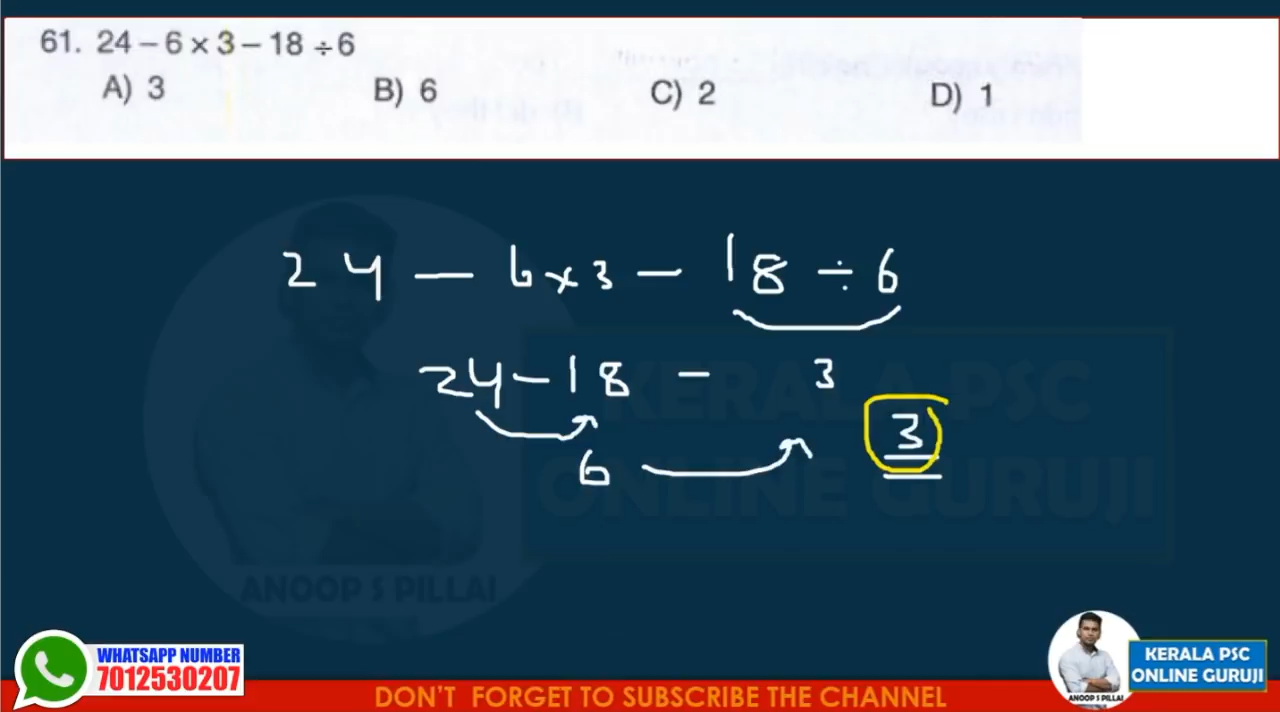 61. 24 – 6 × 3 – 18 ÷ 6
A) 3 B) 6 C) 2 D) 1
24 — 6 × 3 — 18 ÷ 6
24 – 18 – 3
3
6
KERALA PSC
ONLINE GURUJI
ANOOP S PILLAI
WHATSAPP NUMBER
7012530207
KERALA PSC
ONLINE GURUJI
ANOOP S PILLAI
DON'T FORGET TO SUBSCRIBE THE CHANNEL